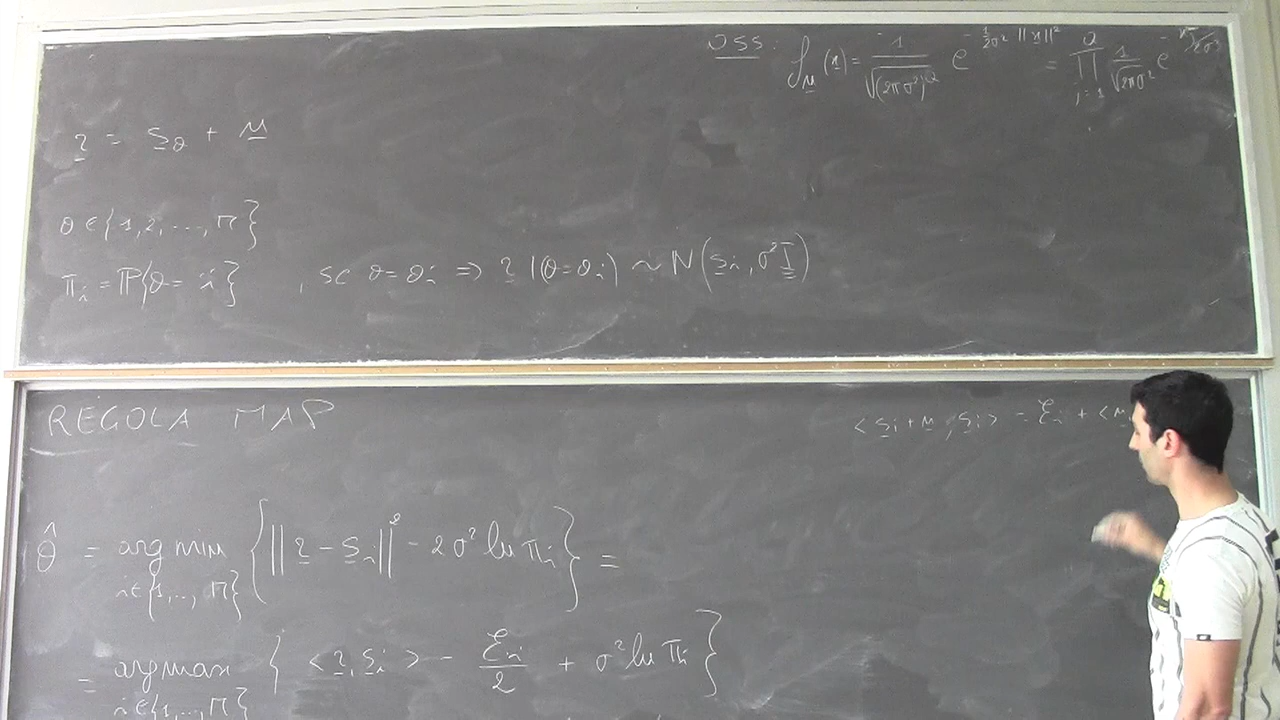 OSS: f_n(n) = 1/√(2πσ²)^Q e^{-1/2σ² ||n||²} = ∏_{j=1}^{Q} 1/√2πσ² e
r = s_θ + n
θ ∈ {1,2,...,M}
π_i = P{θ = i} , se θ = θ_i ⇒ r | (θ = θ_i) ~ N(s_i, σ² I)
REGOLA MAP
< s_i + n, s_i > = E_i + < n
θ̂ = arg min_{i∈{1,..,M}} { || r - s_i ||² - 2σ² ln π_i } =
= arg max_{i∈{1,...,M}} { < r, s_i > - E_i/2 + σ² ln π_i }